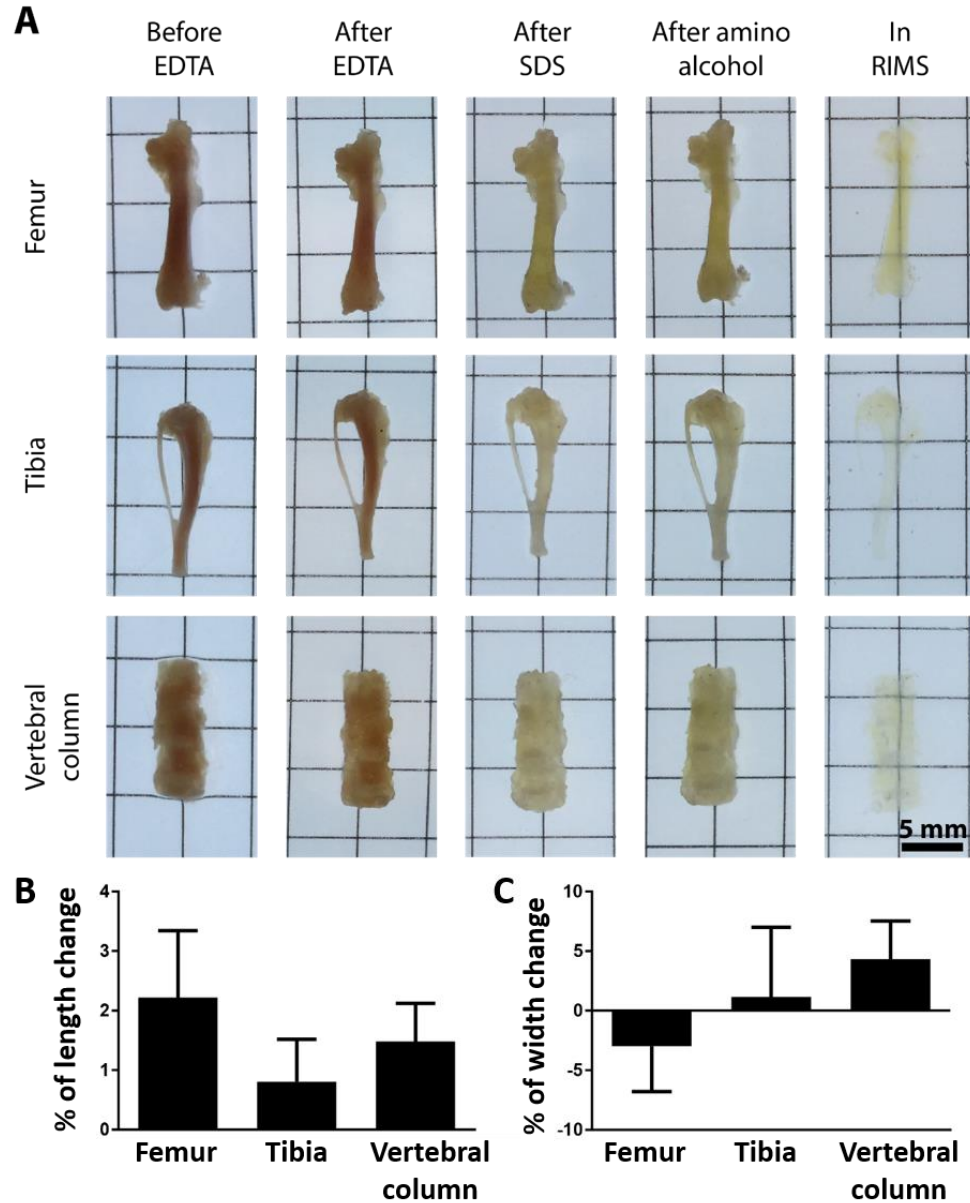 A
Before
EDTA
After
EDTA
After
SDS
After amino
alcohol
In
RIMS
Femur
Tibia
Vertebral
column
5 mm
B
% of length change
4
3
2
1
0
Femur
Tibia
Vertebral
column
C
% of width change
10
5
0
-5
-10
Femur
Tibia
Vertebral
column